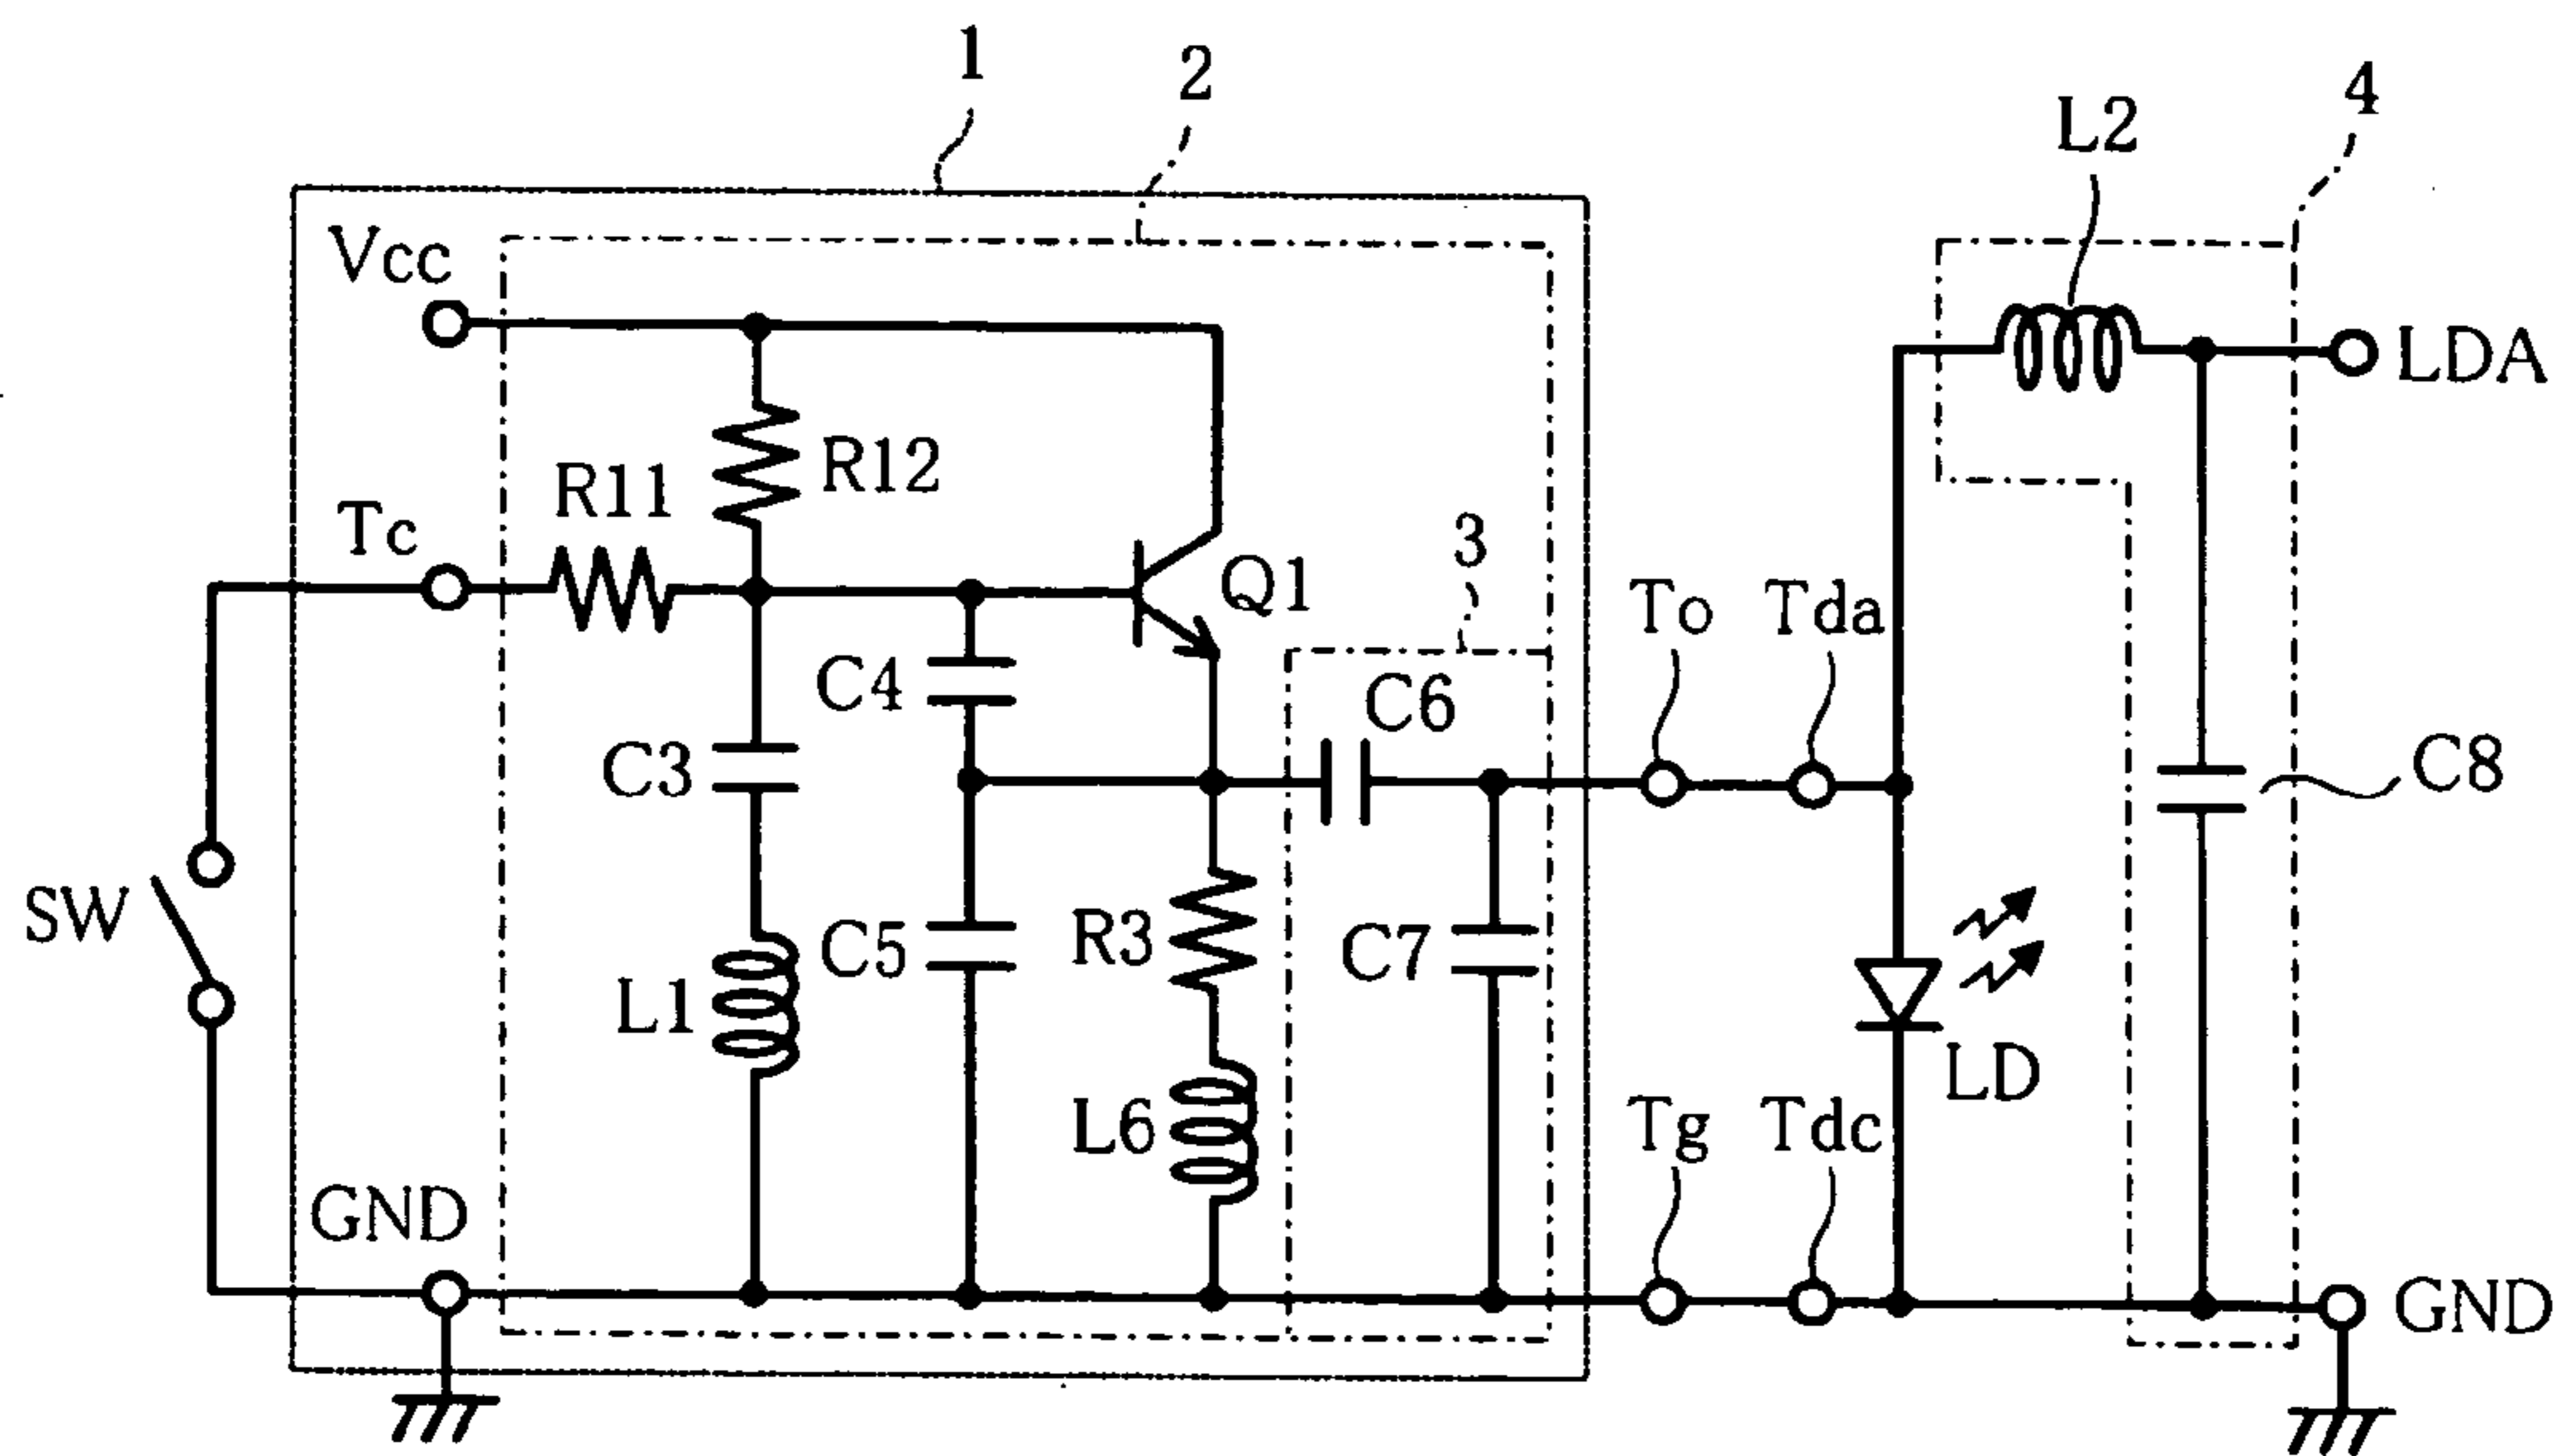 1
2
4
L2
Vcc
LDA
R12
R11
Tc
3
Q1
To
Tda
C4
C6
C3
C8
SW
C5
R3
C7
L1
LD
L6
Tg
Tdc
GND
GND